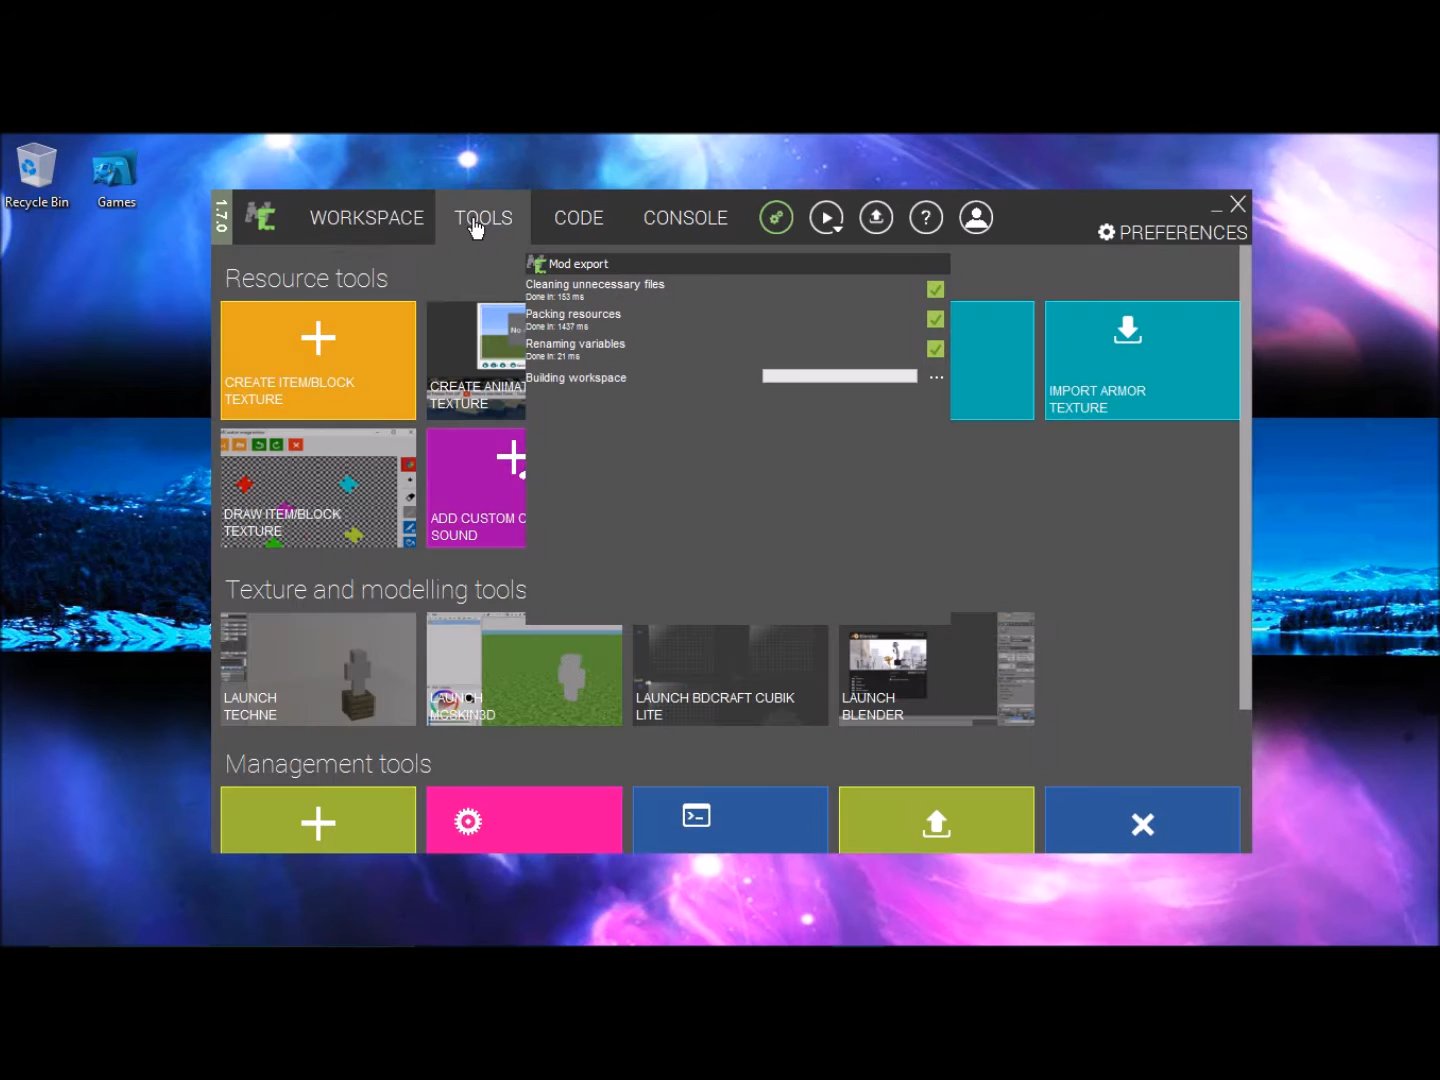 Recycle Bin
Games
1.7.0
WORKSPACE
TOOLS
CODE
CONSOLE
?
PREFERENCES
Mod export
Cleaning unnecessary files
Done in: 153 ms
Packing resources
Done in: 1437 ms
Renaming variables
Done in: 21 ms
Building workspace
...
Resource tools
CREATE ITEM/BLOCK
TEXTURE
No
CREATE ANIMAT
TEXTURE
IMPORT ARMOR
TEXTURE
DRAW ITEM/BLOCK
TEXTURE
ADD CUSTOM
SOUND
Texture and modelling tools
LAUNCH
TECHNE
LAUNCH
MCSKIN3D
LAUNCH BDCRAFT CUBIK
LITE
LAUNCH
BLENDER
Management tools